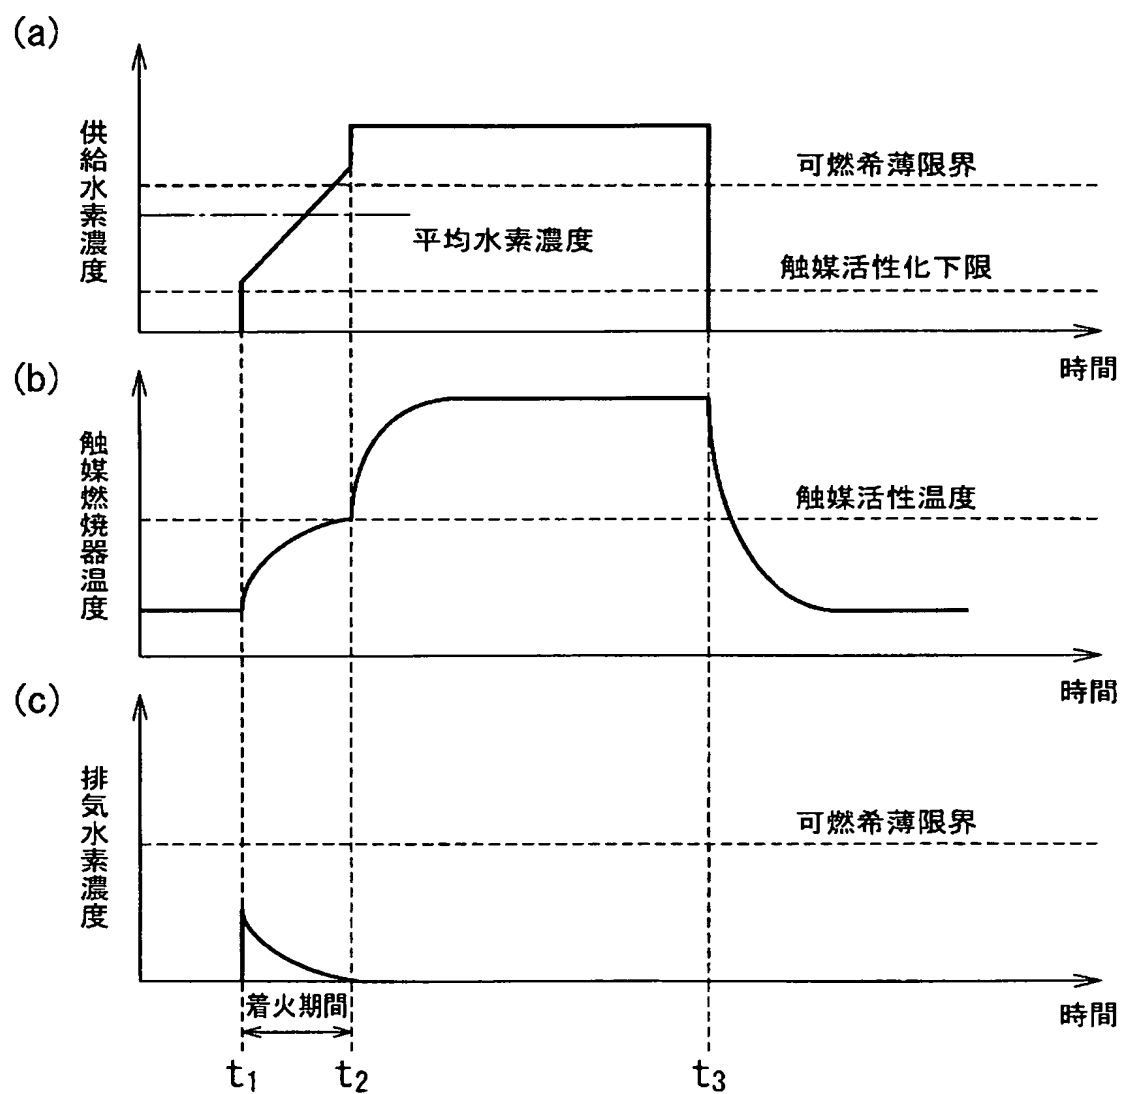 (a)
供給水素濃度
可燃希薄限界
平均水素濃度
触媒活性化下限
時間
(b)
触媒燃焼器温度
触媒活性温度
時間
(c)
排気水素濃度
可燃希薄限界
時間
着火期間
t1
t2
t3